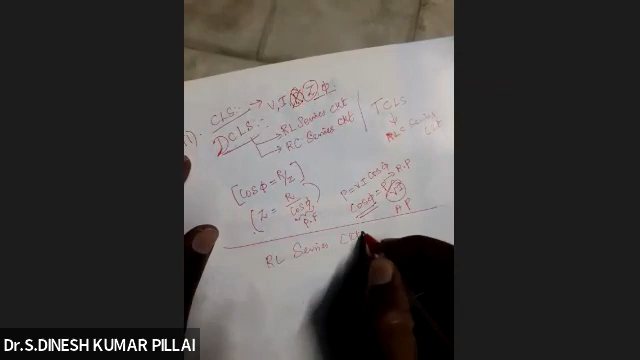 CLS:- → V, I, R, Z, φ.
DCLS:- → RL Series CKt
→ RC Series CKt
TCLS
↓
RLC Series
Ckt
[Cosφ = R/Z]
(Z = R/Cosφ)
P.F
P = VI Cosφ
Cosφ = P/VI → R.P
A P
RL Series CKt
Dr.S.DINESH KUMAR PILLAI